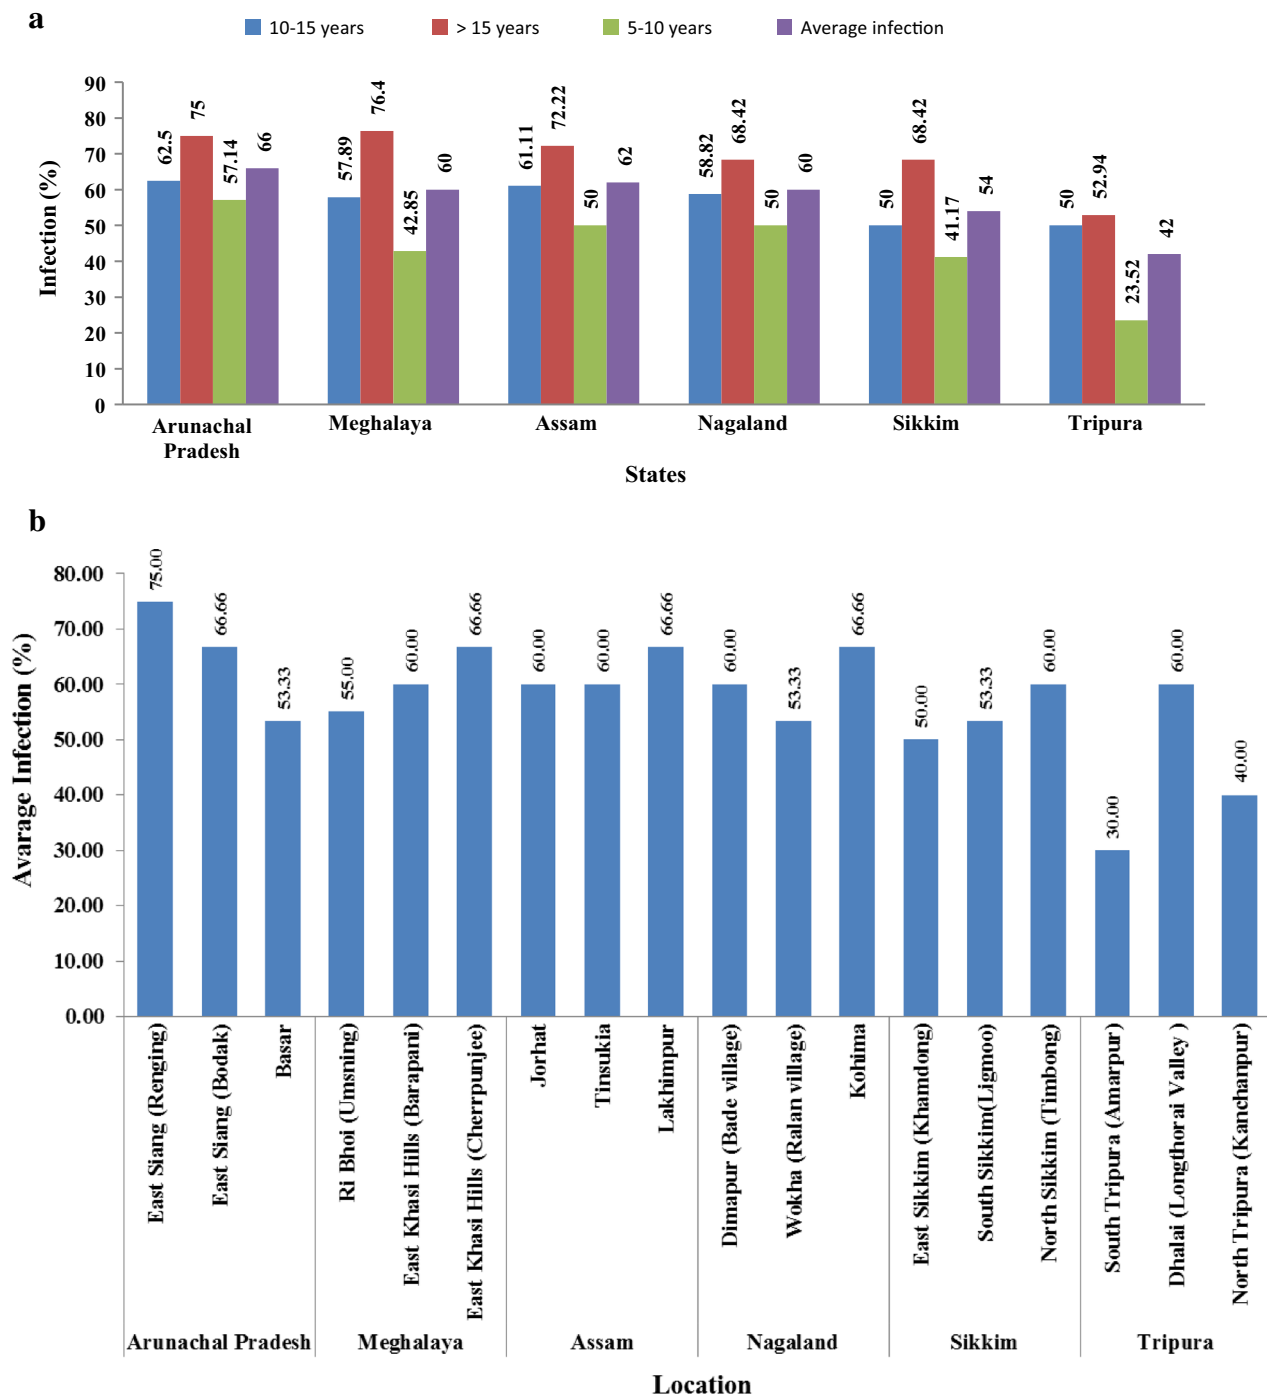 a
10-15 years > 15 years 5-10 years Average infection
Infection (%)
90
80
70
60
50
40
30
20
10
0
62.5 75 57.14 66
57.89 76.4 42.85 60
61.11 72.22 50 62
58.82 68.42 50 60
50 68.42 41.17 54
50 52.94 23.52 42
Arunachal Pradesh
Meghalaya
Assam
Nagaland
Sikkim
Tripura
States
b
Avarage Infection (%)
80.00
70.00
60.00
50.00
40.00
30.00
20.00
10.00
0.00
75.00
66.66
53.33
55.00
60.00
66.66
60.00
60.00
66.66
60.00
53.33
66.66
50.00
53.33
60.00
30.00
60.00
40.00
East Siang (Renging)
East Siang (Bodak)
Basar
Ri Bhoi (Umsning)
East Khasi Hills (Barapani)
East Khasi Hills (Cherrpunjee)
Jorhat
Tinsukia
Lakhimpur
Dimapur (Bade village)
Wokha (Ralan village)
Kohima
East Sikkim (Khamdong)
South Sikkim(Lignoo)
North Sikkim (Timbong)
South Tripura (Amarpur)
Dhalai (Longthorai Valley )
North Tripura (Kanchanpur)
Arunachal Pradesh
Meghalaya
Assam
Nagaland
Sikkim
Tripura
Location